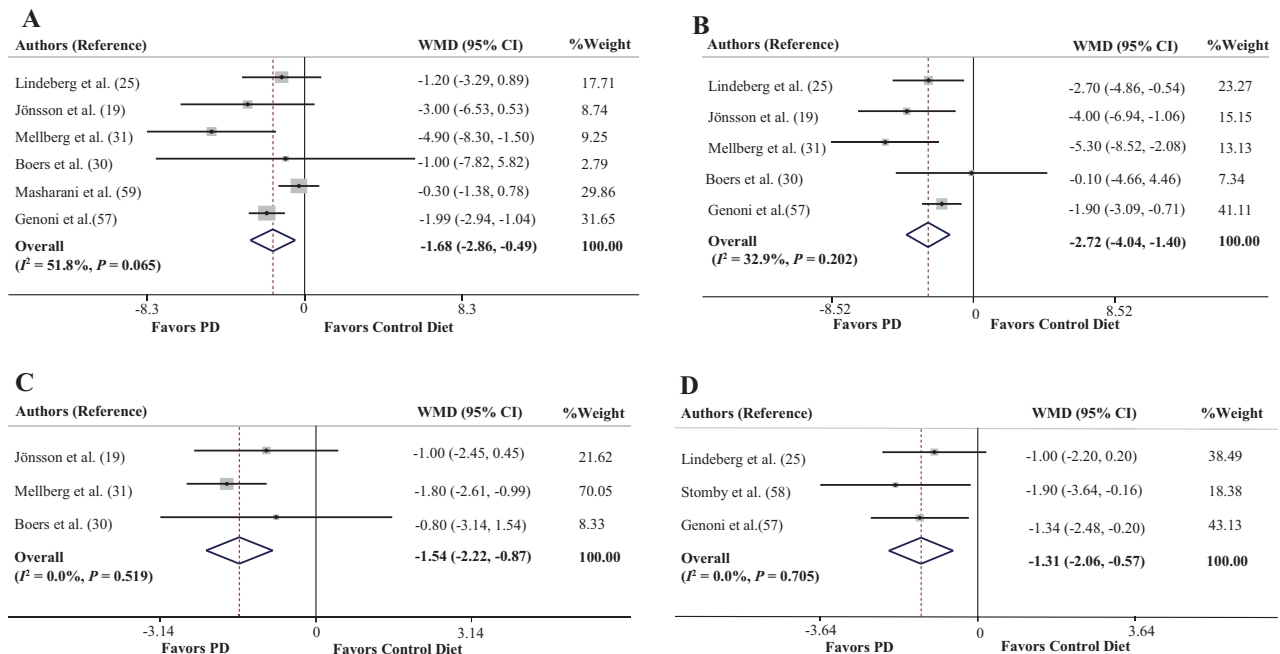 A
Authors (Reference) WMD (95% CI) %Weight
Lindeberg et al. (25) -1.20 (-3.29, 0.89) 17.71
Jönsson et al. (19) -3.00 (-6.53, 0.53) 8.74
Mellberg et al. (31) -4.90 (-8.30, -1.50) 9.25
Boers et al. (30) -1.00 (-7.82, 5.82) 2.79
Masharani et al. (59) -0.30 (-1.38, 0.78) 29.86
Genoni et al.(57) -1.99 (-2.94, -1.04) 31.65
Overall -1.68 (-2.86, -0.49) 100.00
(I² = 51.8%, P = 0.065)
-8.3 0 8.3
Favors PD Favors Control Diet
B
Authors (Reference) WMD (95% CI) %Weight
Lindeberg et al. (25) -2.70 (-4.86, -0.54) 23.27
Jönsson et al. (19) -4.00 (-6.94, -1.06) 15.15
Mellberg et al. (31) -5.30 (-8.52, -2.08) 13.13
Boers et al. (30) -0.10 (-4.66, 4.46) 7.34
Genoni et al.(57) -1.90 (-3.09, -0.71) 41.11
Overall -2.72 (-4.04, -1.40) 100.00
(I² = 32.9%, P = 0.202)
-8.52 0 8.52
Favors PD Favors Control Diet
C
Authors (Reference) WMD (95% CI) %Weight
Jönsson et al. (19) -1.00 (-2.45, 0.45) 21.62
Mellberg et al. (31) -1.80 (-2.61, -0.99) 70.05
Boers et al. (30) -0.80 (-3.14, 1.54) 8.33
Overall -1.54 (-2.22, -0.87) 100.00
(I² = 0.0%, P = 0.519)
-3.14 0 3.14
Favors PD Favors Control Diet
D
Authors (Reference) WMD (95% CI) %Weight
Lindeberg et al. (25) -1.00 (-2.20, 0.20) 38.49
Stomby et al. (58) -1.90 (-3.64, -0.16) 18.38
Genoni et al.(57) -1.34 (-2.48, -0.20) 43.13
Overall -1.31 (-2.06, -0.57) 100.00
(I² = 0.0%, P = 0.705)
-3.64 0 3.64
Favors PD Favors Control Diet